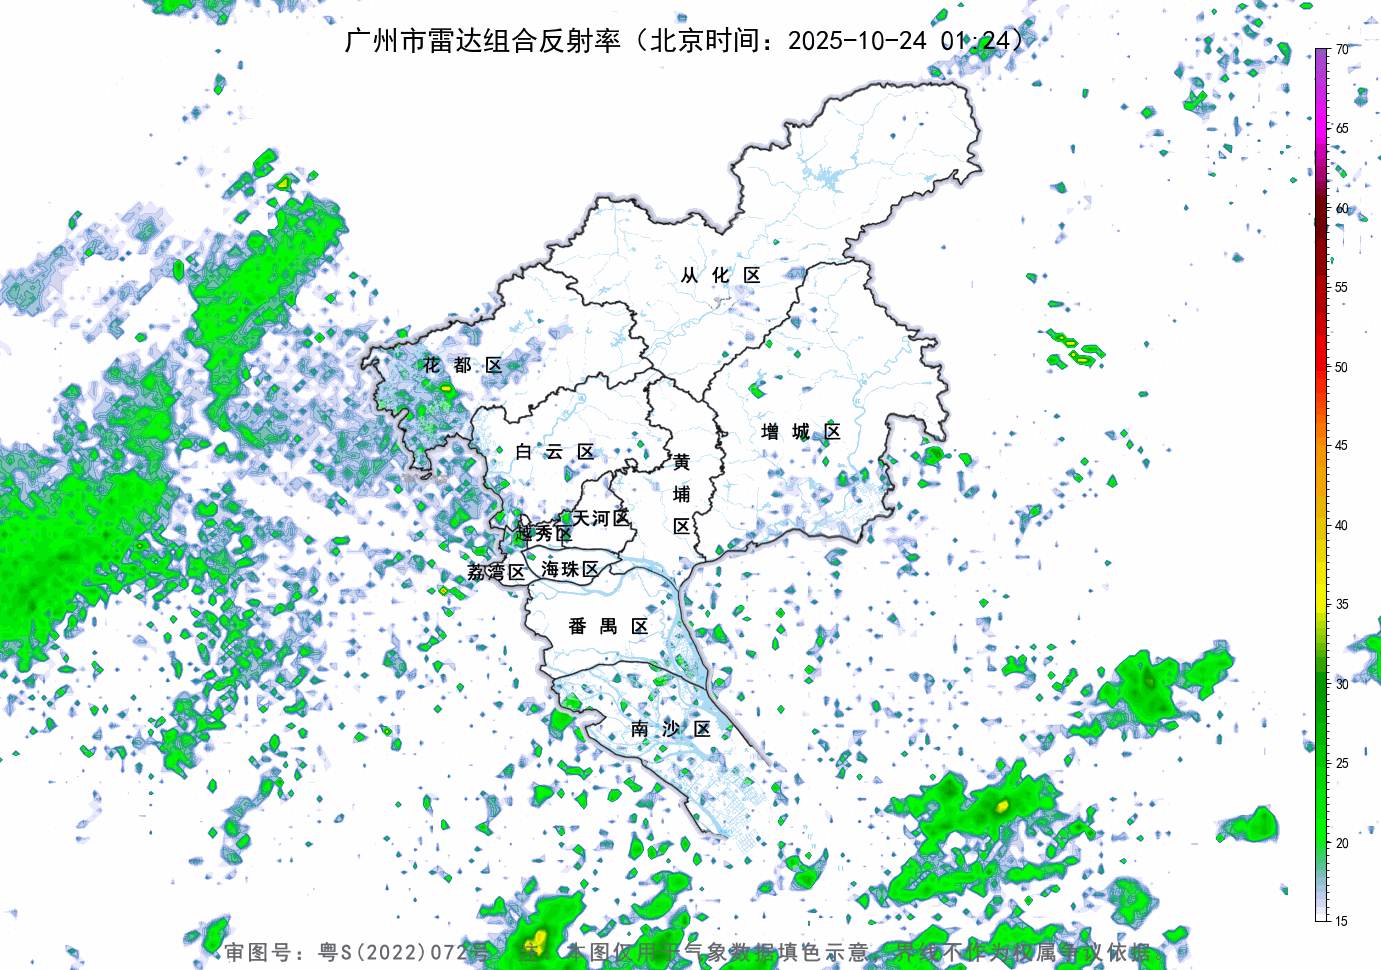 广州市雷达组合反射率（北京时间：2025-10-24 01:24）
70
65
60
55
50
45
40
35
30
25
20
15
从化区
花都区
增城区
白云区
黄埔区
天河区
越秀区
荔湾区
海珠区
番禺区
南沙区
审图号：粤S(2022)072号 注：本图仅用于气象数据填色示意，界线不作为权属争议依据。